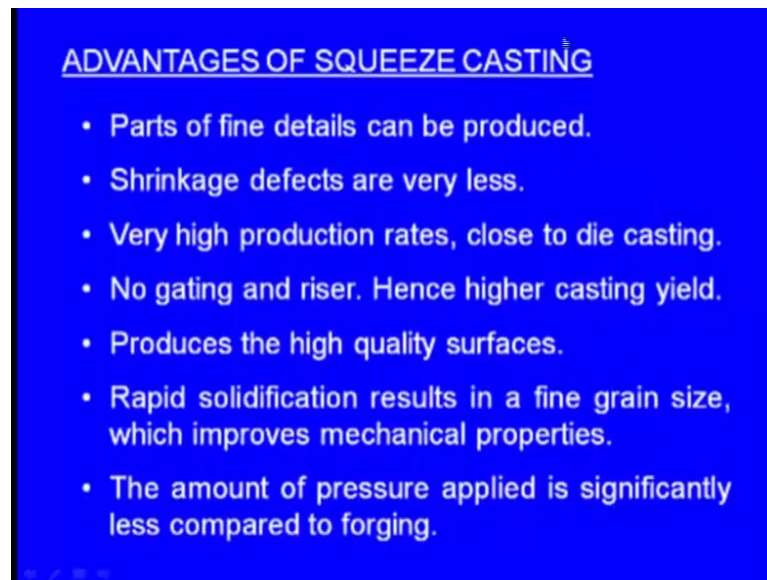 ADVANTAGES OF SQUEEZE CASTING
• Parts of fine details can be produced.
• Shrinkage defects are very less.
• Very high production rates, close to die casting.
• No gating and riser. Hence higher casting yield.
• Produces the high quality surfaces.
• Rapid solidification results in a fine grain size,
which improves mechanical properties.
• The amount of pressure applied is significantly
less compared to forging.